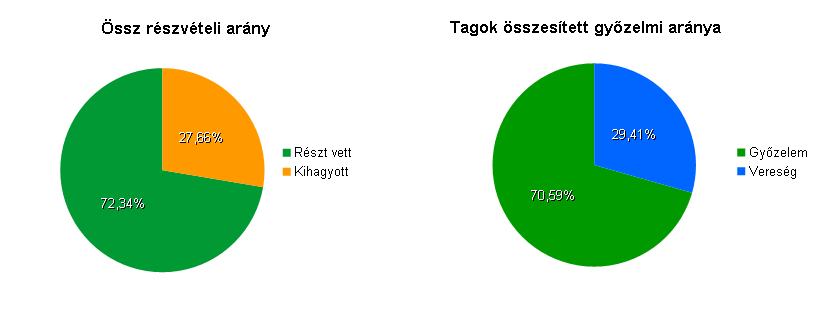 Össz részvételi arány
27,66%
72,34%
Részt vett
Kihagyott
Tagok összesített győzelmi aránya
29,41%
70,59%
Győzelem
Vereség